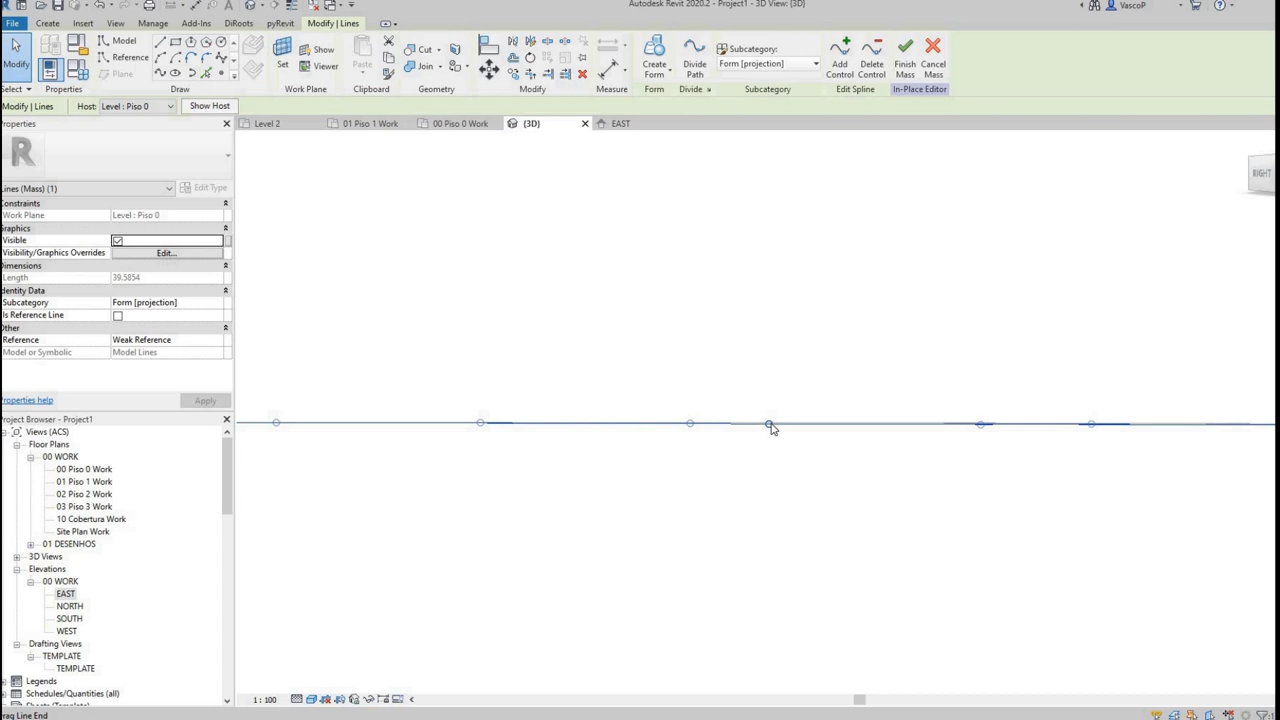 Autodesk Revit 2020.2 - Project1 - 3D View: {3D}
VascoP
File Create Insert View Manage Add-Ins DiRoots pyRevit Modify | Lines
Modify
Model
Reference
Plane
Set
Show
Viewer
Paste
Cut
Join
Create Form
Divide Path
Subcategory:
Form [projection]
Add Control
Delete Control
Finish Mass
Cancel Mass
Select Properties Draw Work Plane Clipboard Geometry Modify Measure Form Divide Subcategory Edit Spline In-Place Editor
Modify | Lines Host: Level : Piso 0 Show Host
Properties
Level 2 01 Piso 1 Work 00 Piso 0 Work {3D} EAST
RIGHT
Lines (Mass) (1) Edit Type
Constraints
Work Plane Level : Piso 0
Graphics
Visible
Visibility/Graphics Overrides Edit...
Dimensions
Length 39.5854
Identity Data
Subcategory Form [projection]
Is Reference Line
Other
Reference Weak Reference
Model or Symbolic Model Lines
Properties help Apply
Project Browser - Project1
Views (ACS)
Floor Plans
00 WORK
00 Piso 0 Work
01 Piso 1 Work
02 Piso 2 Work
03 Piso 3 Work
10 Cobertura Work
Site Plan Work
01 DESENHOS
3D Views
Elevations
00 WORK
EAST
NORTH
SOUTH
WEST
Drafting Views
TEMPLATE
TEMPLATE
Legends
Schedules/Quantities (all)
1 : 100
rag Line End